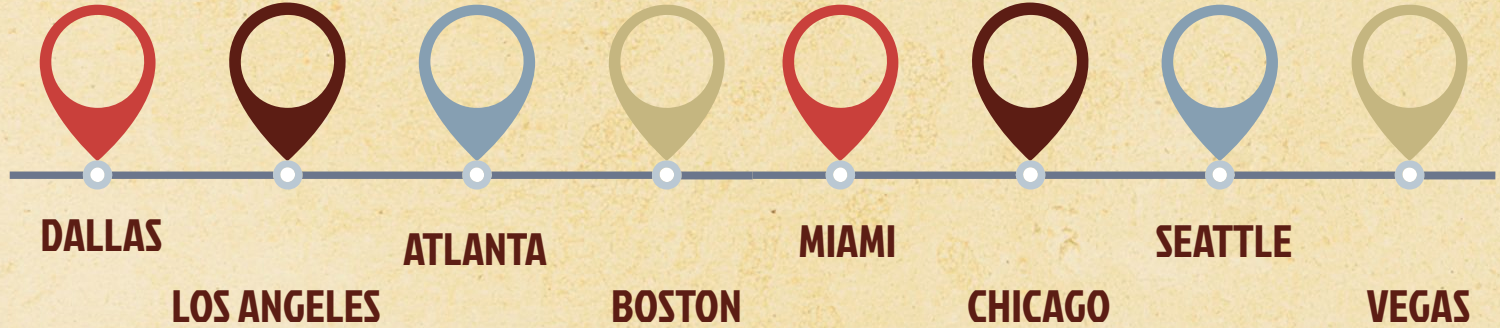 DALLAS
LOS ANGELES
ATLANTA
BOSTON
MIAMI
CHICAGO
SEATTLE
VEGAS